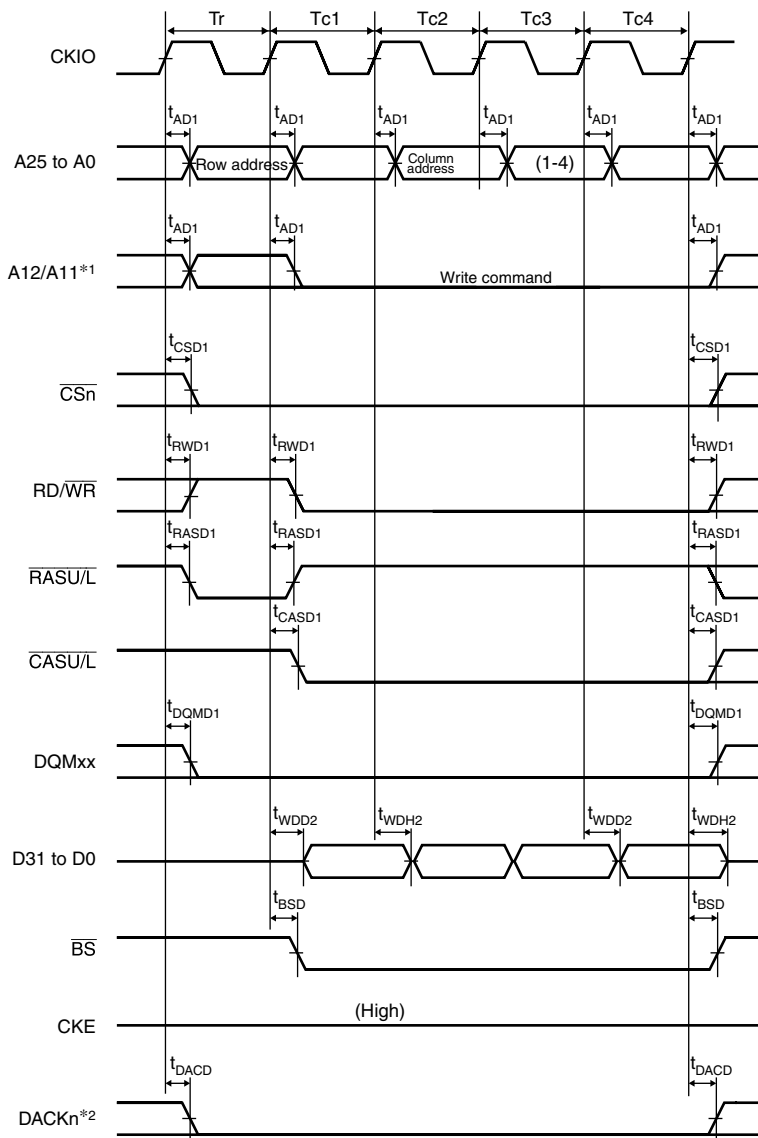 Tr Tc1 Tc2 Tc3 Tc4
CKIO
tAD1 tAD1 tAD1 tAD1 tAD1 tAD1
A25 to A0 Row address Column address (1-4)
tAD1 tAD1 tAD1
A12/A11*1 Write command
tCSD1 tCSD1
CSn
tRWD1 tRWD1 tRWD1
RD/WR
tRASD1 tRASD1 tRASD1
RASU/L
tCASD1 tCASD1
CASU/L
tDQMD1 tDQMD1
DQMxx
tWDD2 tWDH2 tWDD2 tWDH2
D31 to D0
tBSD tBSD
BS
(High)
CKE
tDACD tDACD
DACKn*2